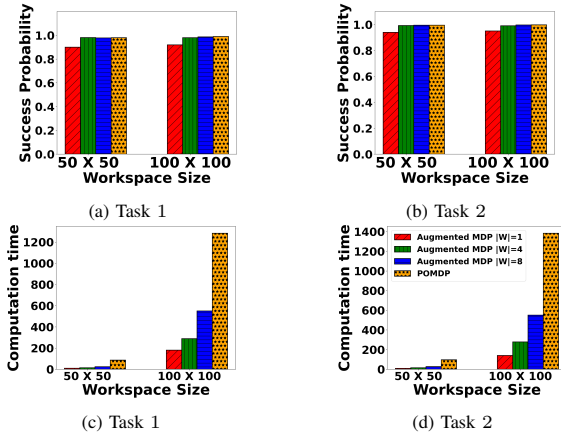 Success Probability
1.0
0.8
0.6
0.4
0.2
0.0
50 X 50 100 X 100
Workspace Size
(a) Task 1
Success Probability
1.0
0.8
0.6
0.4
0.2
0.0
50 X 50 100 X 100
Workspace Size
(b) Task 2
Computation time
1200
1000
800
600
400
200
0
50 X 50 100 X 100
Workspace Size
(c) Task 1
Computation time
1400
1200
1000
800
600
400
200
0
Augmented MDP |W|=1
Augmented MDP |W|=4
Augmented MDP |W|=8
POMDP
50 X 50 100 X 100
Workspace Size
(d) Task 2